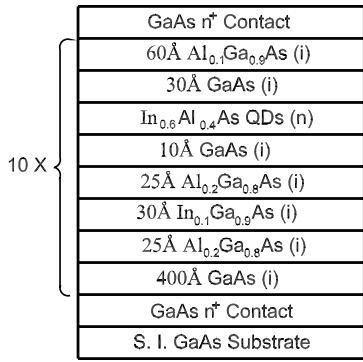 GaAs n⁺ Contact
60Å Al₀.₁Ga₀.₉As (i)
30Å GaAs (i)
In₀.₆Al₀.₄As QDs (n)
10Å GaAs (i)
10 X
25Å Al₀.₂Ga₀.₈As (i)
30Å In₀.₁Ga₀.₉As (i)
25Å Al₀.₂Ga₀.₈As (i)
400Å GaAs (i)
GaAs n⁺ Contact
S. I. GaAs Substrate